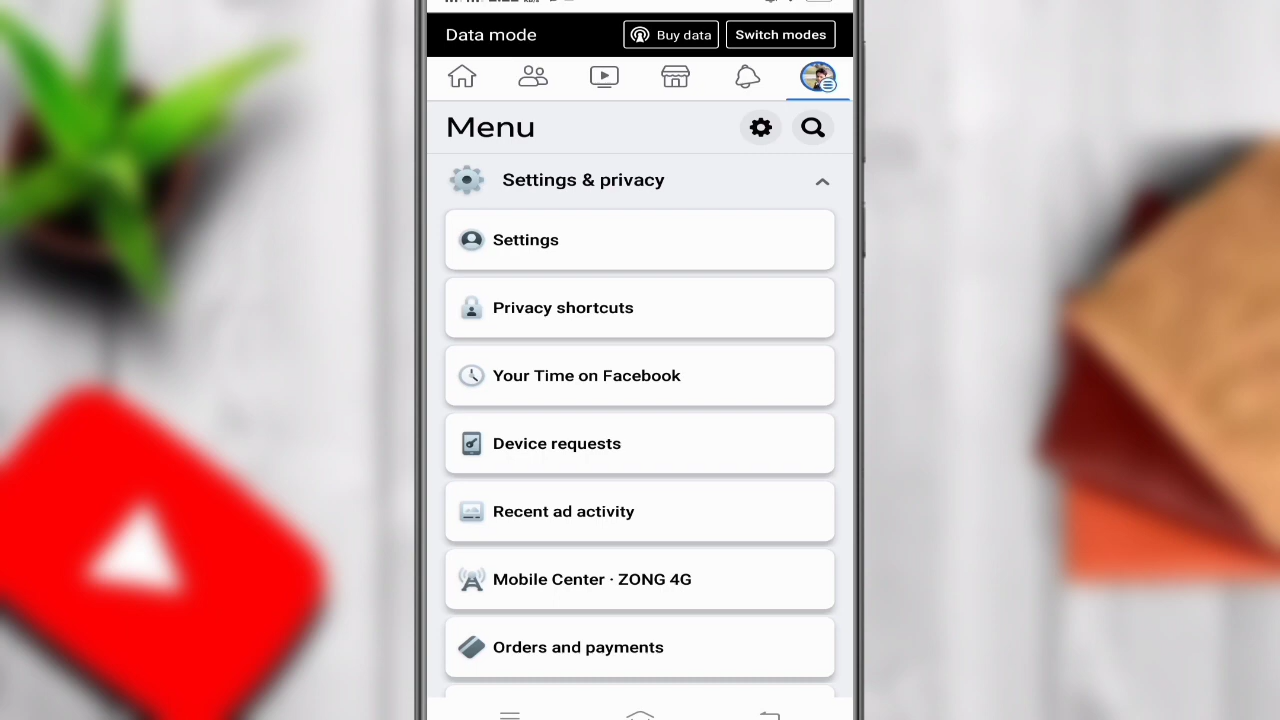 Data mode
Buy data
Switch modes
Menu
Settings & privacy
Settings
Privacy shortcuts
Your Time on Facebook
Device requests
Recent ad activity
Mobile Center · ZONG 4G
Orders and payments